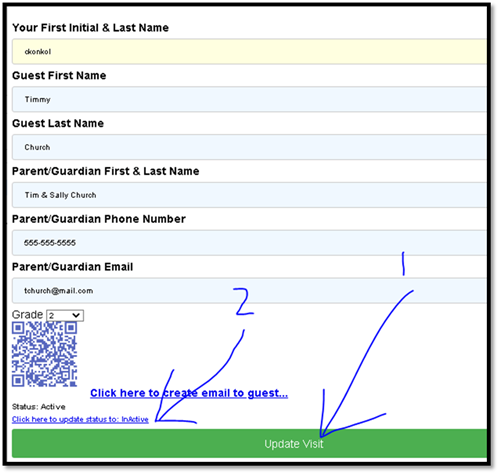 Your First Initial & Last Name
ckonkol
Guest First Name
Timmy
Guest Last Name
Church
Parent/Guardian First & Last Name
Tim & Sally Church
Parent/Guardian Phone Number
555-555-5555
Parent/Guardian Email
tchurch@mail.com
1
2
Grade 2
Click here to create email to guest...
Status: Active
Click here to update status to: InActive
Update Visit